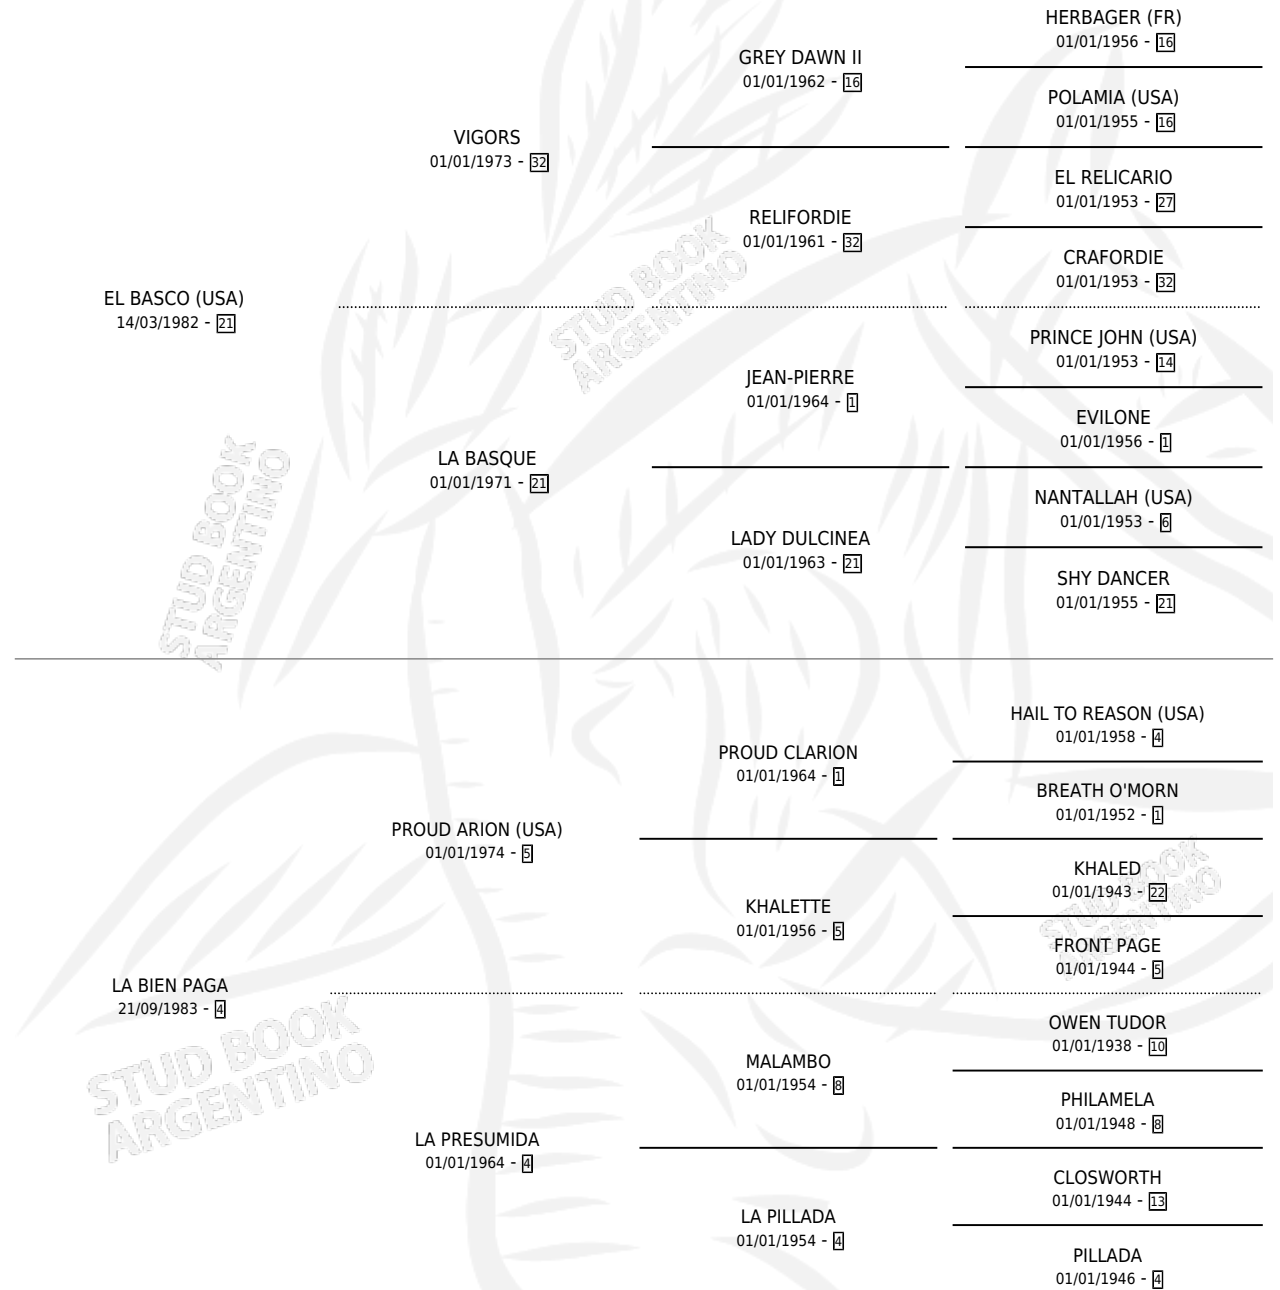 HERBAGER (FR)
01/01/1956 - 16
GREY DAWN II
01/01/1962 - 16
POLAMIA (USA)
01/01/1955 - 16
VIGORS
01/01/1973 - 32
EL RELICARIO
01/01/1953 - 27
RELIFORDIE
01/01/1961 - 32
CRAFORDIE
01/01/1953 - 32
EL BASCO (USA)
14/03/1982 - 21
STUD BOOK
ARGENTINO
PRINCE JOHN (USA)
01/01/1953 - 14
JEAN-PIERRE
01/01/1964 - 1
EVILONE
01/01/1956 - 1
LA BASQUE
01/01/1971 - 21
NANTALLAH (USA)
01/01/1953 - 6
LADY DULCINEA
01/01/1963 - 21
SHY DANCER
01/01/1955 - 21
STUD BOOK
ARGENTINO
HAIL TO REASON (USA)
01/01/1958 - 4
PROUD CLARION
01/01/1964 - 1
BREATH O'MORN
01/01/1952 - 1
PROUD ARION (USA)
01/01/1974 - 5
KHALED
01/01/1943 - 22
KHALETTE
01/01/1956 - 5
STUD BOOK
ARGENTINO
FRONT PAGE
01/01/1944 - 5
LA BIEN PAGA
21/09/1983 - 4
OWEN TUDOR
01/01/1938 - 10
STUD BOOK
ARGENTINO
MALAMBO
01/01/1954 - 8
PHILAMELA
01/01/1948 - 8
LA PRESUMIDA
01/01/1964 - 4
CLOSWORTH
01/01/1944 - 13
LA PILLADA
01/01/1954 - 4
PILLADA
01/01/1946 - 4